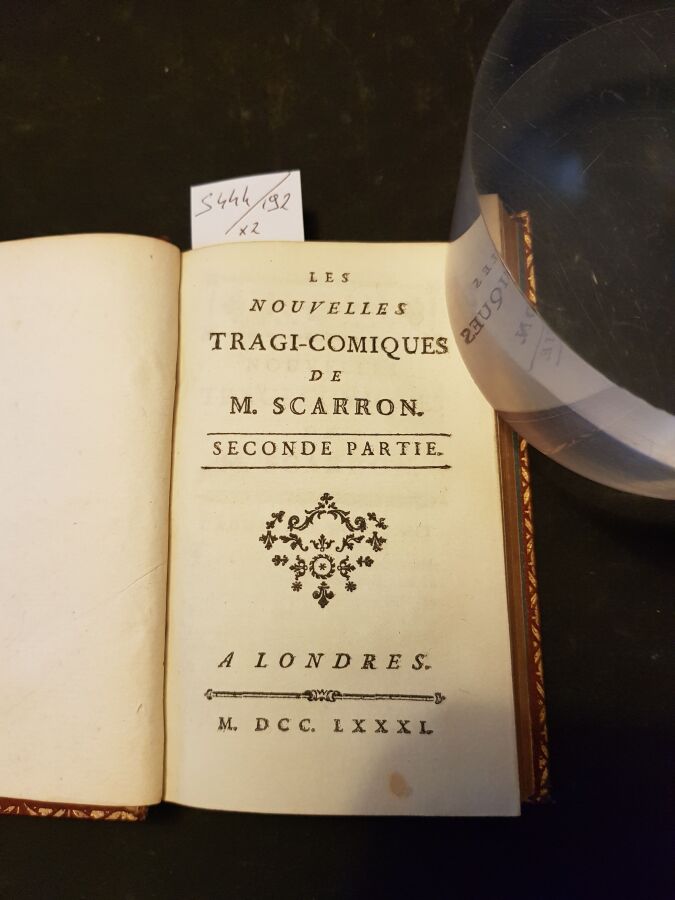 S444/192
x2
LES
NOUVELLES
TRAGI-COMIQUES
DE
M. SCARRON.
SECONDE PARTIE.
A LONDRES.
M. DCC. LXXXI.